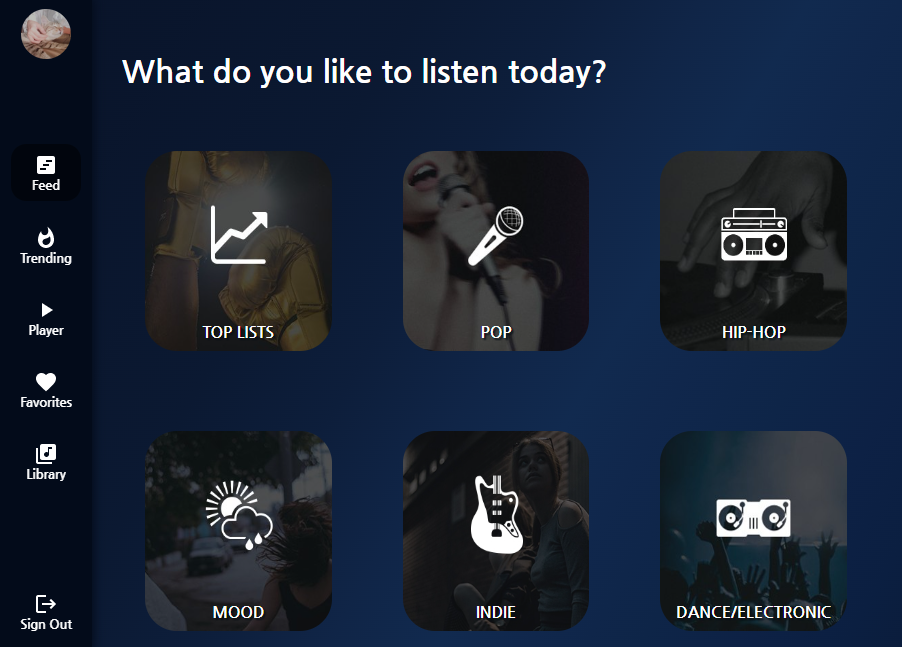 What do you like to listen today?
Feed
Trending
Player
Favorites
Library
Sign Out
TOP LISTS
POP
HIP-HOP
MOOD
INDIE
DANCE/ELECTRONIC